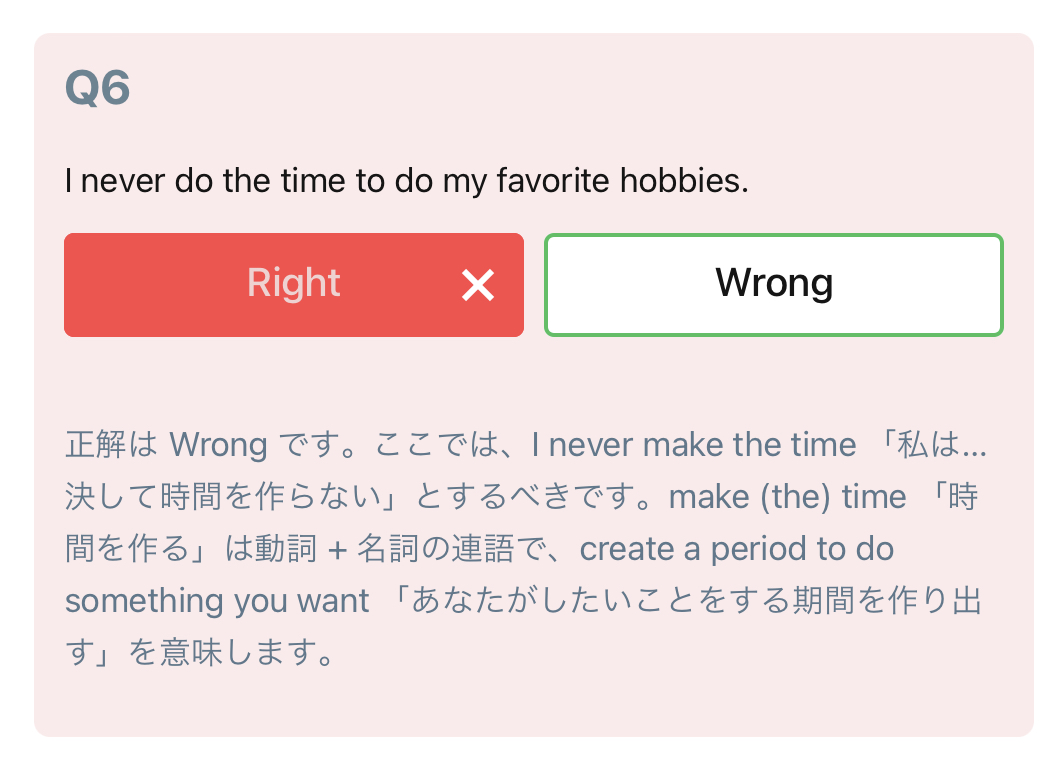 Q6
I never do the time to do my favorite hobbies.
Right ×
Wrong
正解は Wrong です。ここでは、I never make the time 「私は...
決して時間を作らない」とするべきです。make (the) time 「時
間を作る」は動詞 + 名詞の連語で、create a period to do
something you want 「あなたがしたいことをする期間を作り出
す」を意味します。